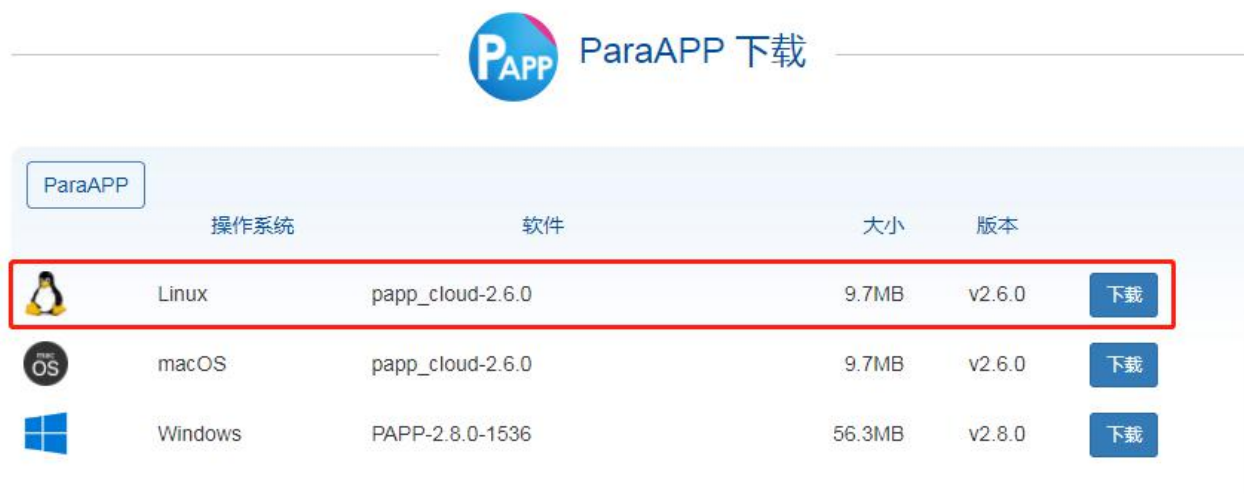 PAPP ParaAPP 下载
ParaAPP
操作系统 软件 大小 版本
Linux papp_cloud-2.6.0 9.7MB v2.6.0 下载
mac OS macOS papp_cloud-2.6.0 9.7MB v2.6.0 下载
Windows PAPP-2.8.0-1536 56.3MB v2.8.0 下载